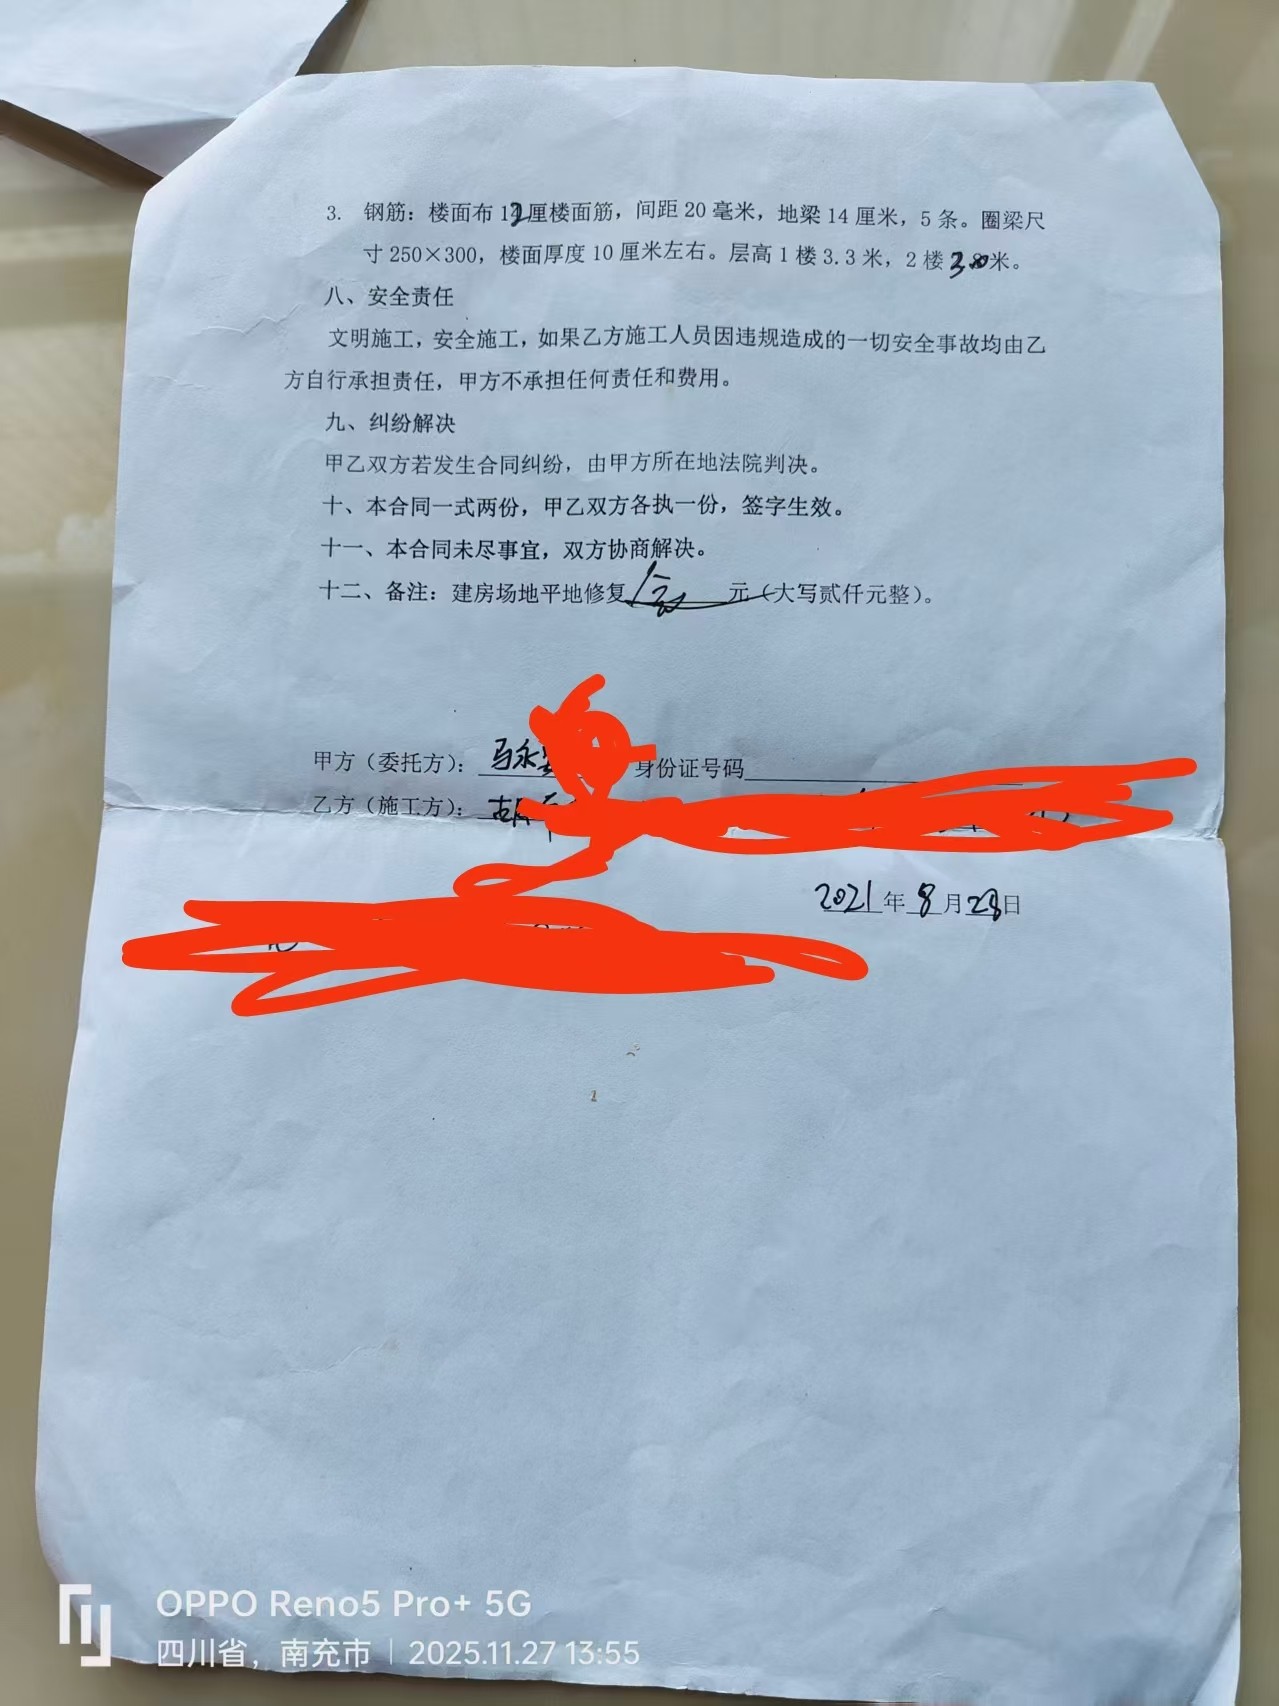 3. 钢筋：楼面布12厘楼面筋，间距20毫米，地梁14厘米，5条。圈梁尺
寸250×300，楼面厚度10厘米左右。层高1楼3.3米，2楼3.0米。
八、安全责任
文明施工，安全施工，如果乙方施工人员因违规造成的一切安全事故均由乙
方自行承担责任，甲方不承担任何责任和费用。
九、纠纷解决
甲乙双方若发生合同纠纷，由甲方所在地法院判决。
十、本合同一式两份，甲乙双方各执一份，签字生效。
十一、本合同未尽事宜，双方协商解决。
十二、备注：建房场地平地修复 元（大写贰仟元整）。
甲方（委托方）：马永 身份证号码
乙方（施工方）：胡
2021年8月28日
1
OPPO Reno5 Pro+ 5G
四川省，南充市 | 2025.11.27 13:55